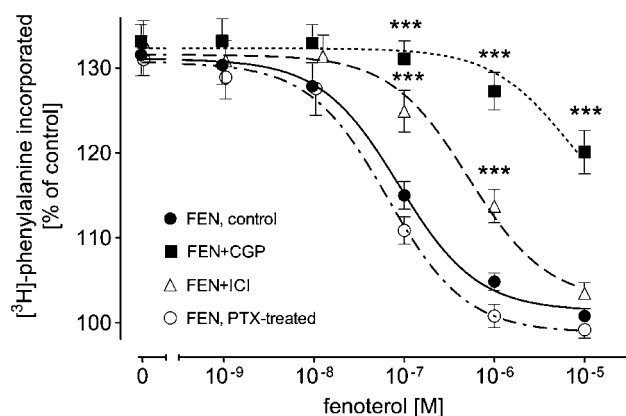 [³H]-phenylalanine incorporated
[% of control]
130
120
110
100
***
***
***
***
***
FEN, control
FEN+CGP
FEN+ICI
FEN, PTX-treated
0
10⁻⁹
10⁻⁸
10⁻⁷
10⁻⁶
10⁻⁵
fenoterol [M]